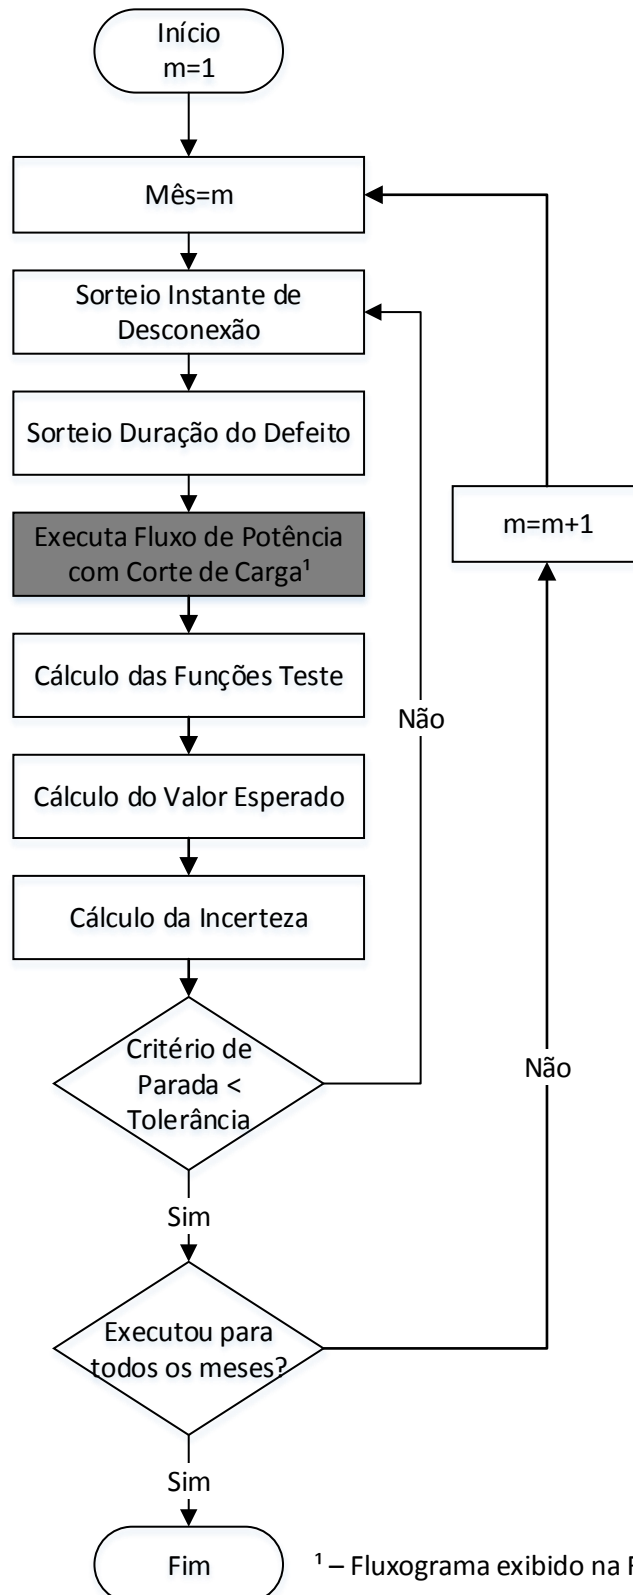 Início
m=1
Mês=m
Sorteio Instante de
Desconexão
Sorteio Duração do Defeito
Executa Fluxo de Potência
com Corte de Carga¹
m=m+1
Cálculo das Funções Teste
Não
Cálculo do Valor Esperado
Cálculo da Incerteza
Critério de
Parada <
Tolerância
Não
Sim
Executou para
todos os meses?
Sim
Fim
¹ – Fluxograma exibido na